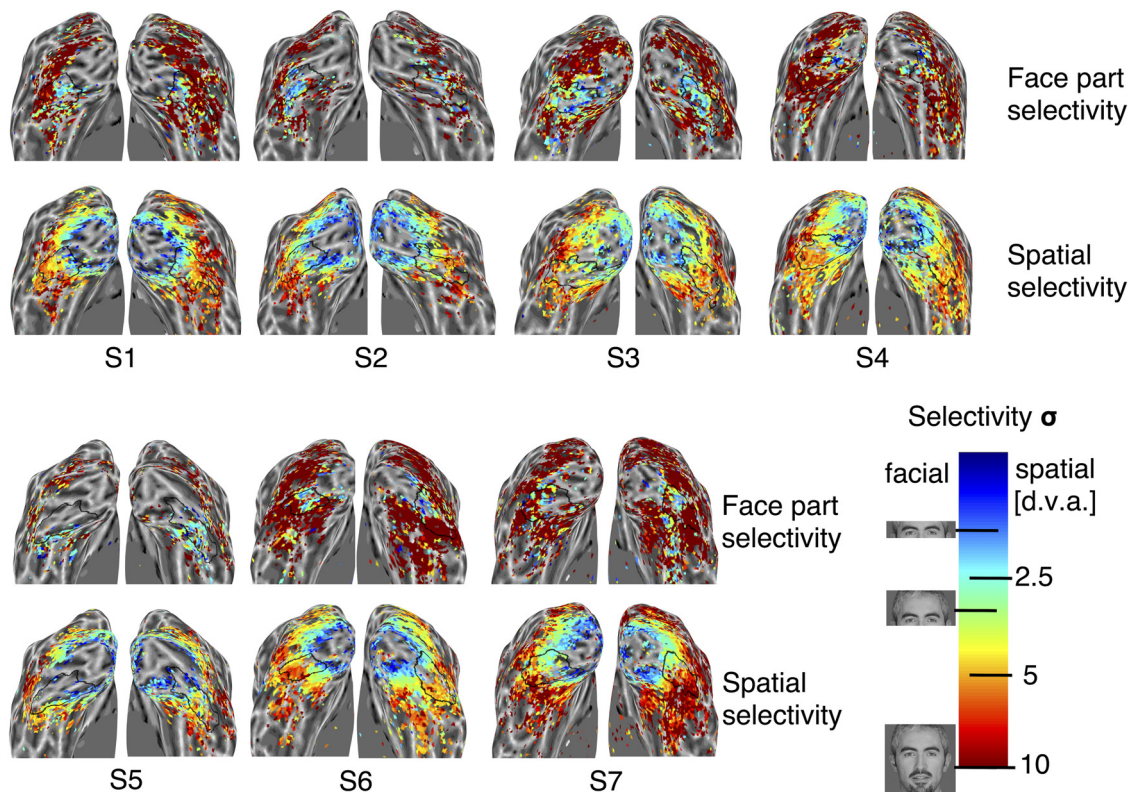 Face part
selectivity
Spatial
selectivity
S1 S2 S3 S4
Face part
selectivity
Spatial
selectivity
S5 S6 S7
Selectivity σ
facial spatial
[d.v.a.]
2.5
5
10